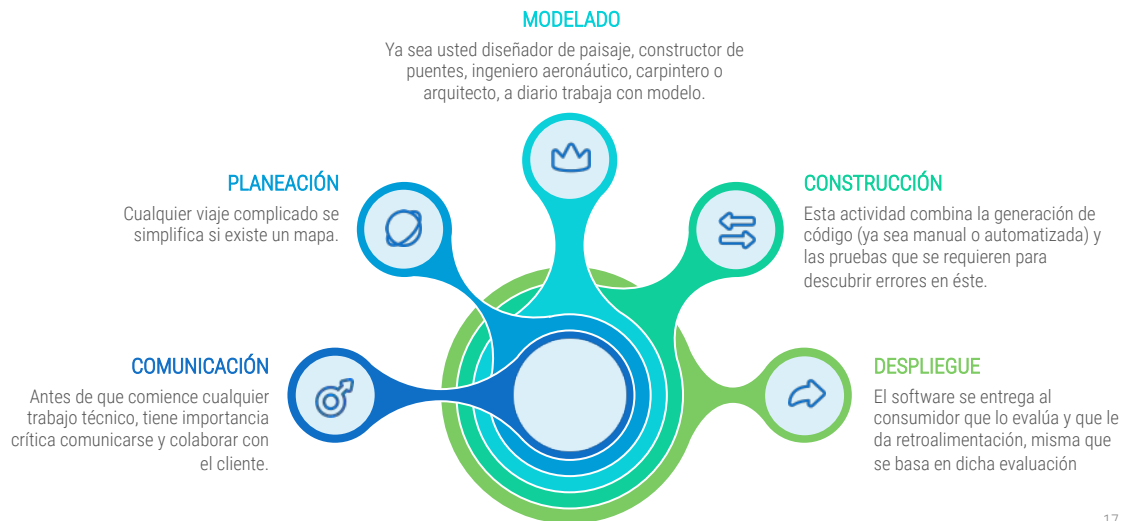 MODELADO
Ya sea usted diseñador de paisaje, constructor de
puentes, ingeniero aeronáutico, carpintero o
arquitecto, a diario trabaja con modelo.
PLANEACIÓN
Cualquier viaje complicado se
simplifica si existe un mapa.
CONSTRUCCIÓN
Esta actividad combina la generación de
código (ya sea manual o automatizada) y
las pruebas que se requieren para
descubrir errores en éste.
COMUNICACIÓN
Antes de que comience cualquier
trabajo técnico, tiene importancia
crítica comunicarse y colaborar con
el cliente.
DESPLIEGUE
El software se entrega al
consumidor que lo evalúa y que le
da retroalimentación, misma que
se basa en dicha evaluación
17